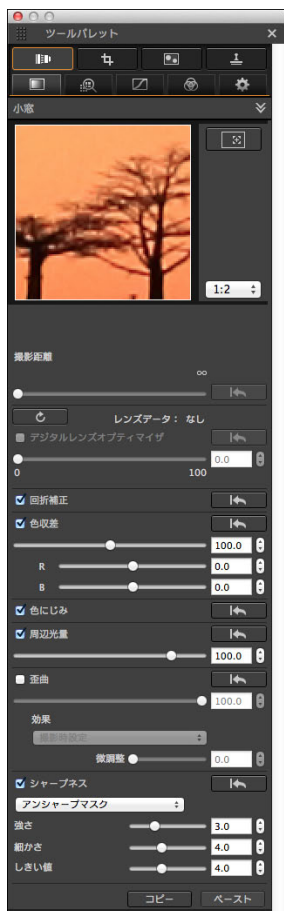 ツールパレット
小窓
1:2
撮影距離
∞
レンズデータ： なし
デジタルレンズオプティマイザ
0.0
0 100
回折補正
色収差
100.0
R 0.0
B 0.0
色にじみ
周辺光量
100.0
歪曲
100.0
効果
撮影時設定
微調整 0.0
シャープネス
アンシャープマスク
強さ 3.0
細かさ 4.0
しきい値 4.0
コピー ペースト